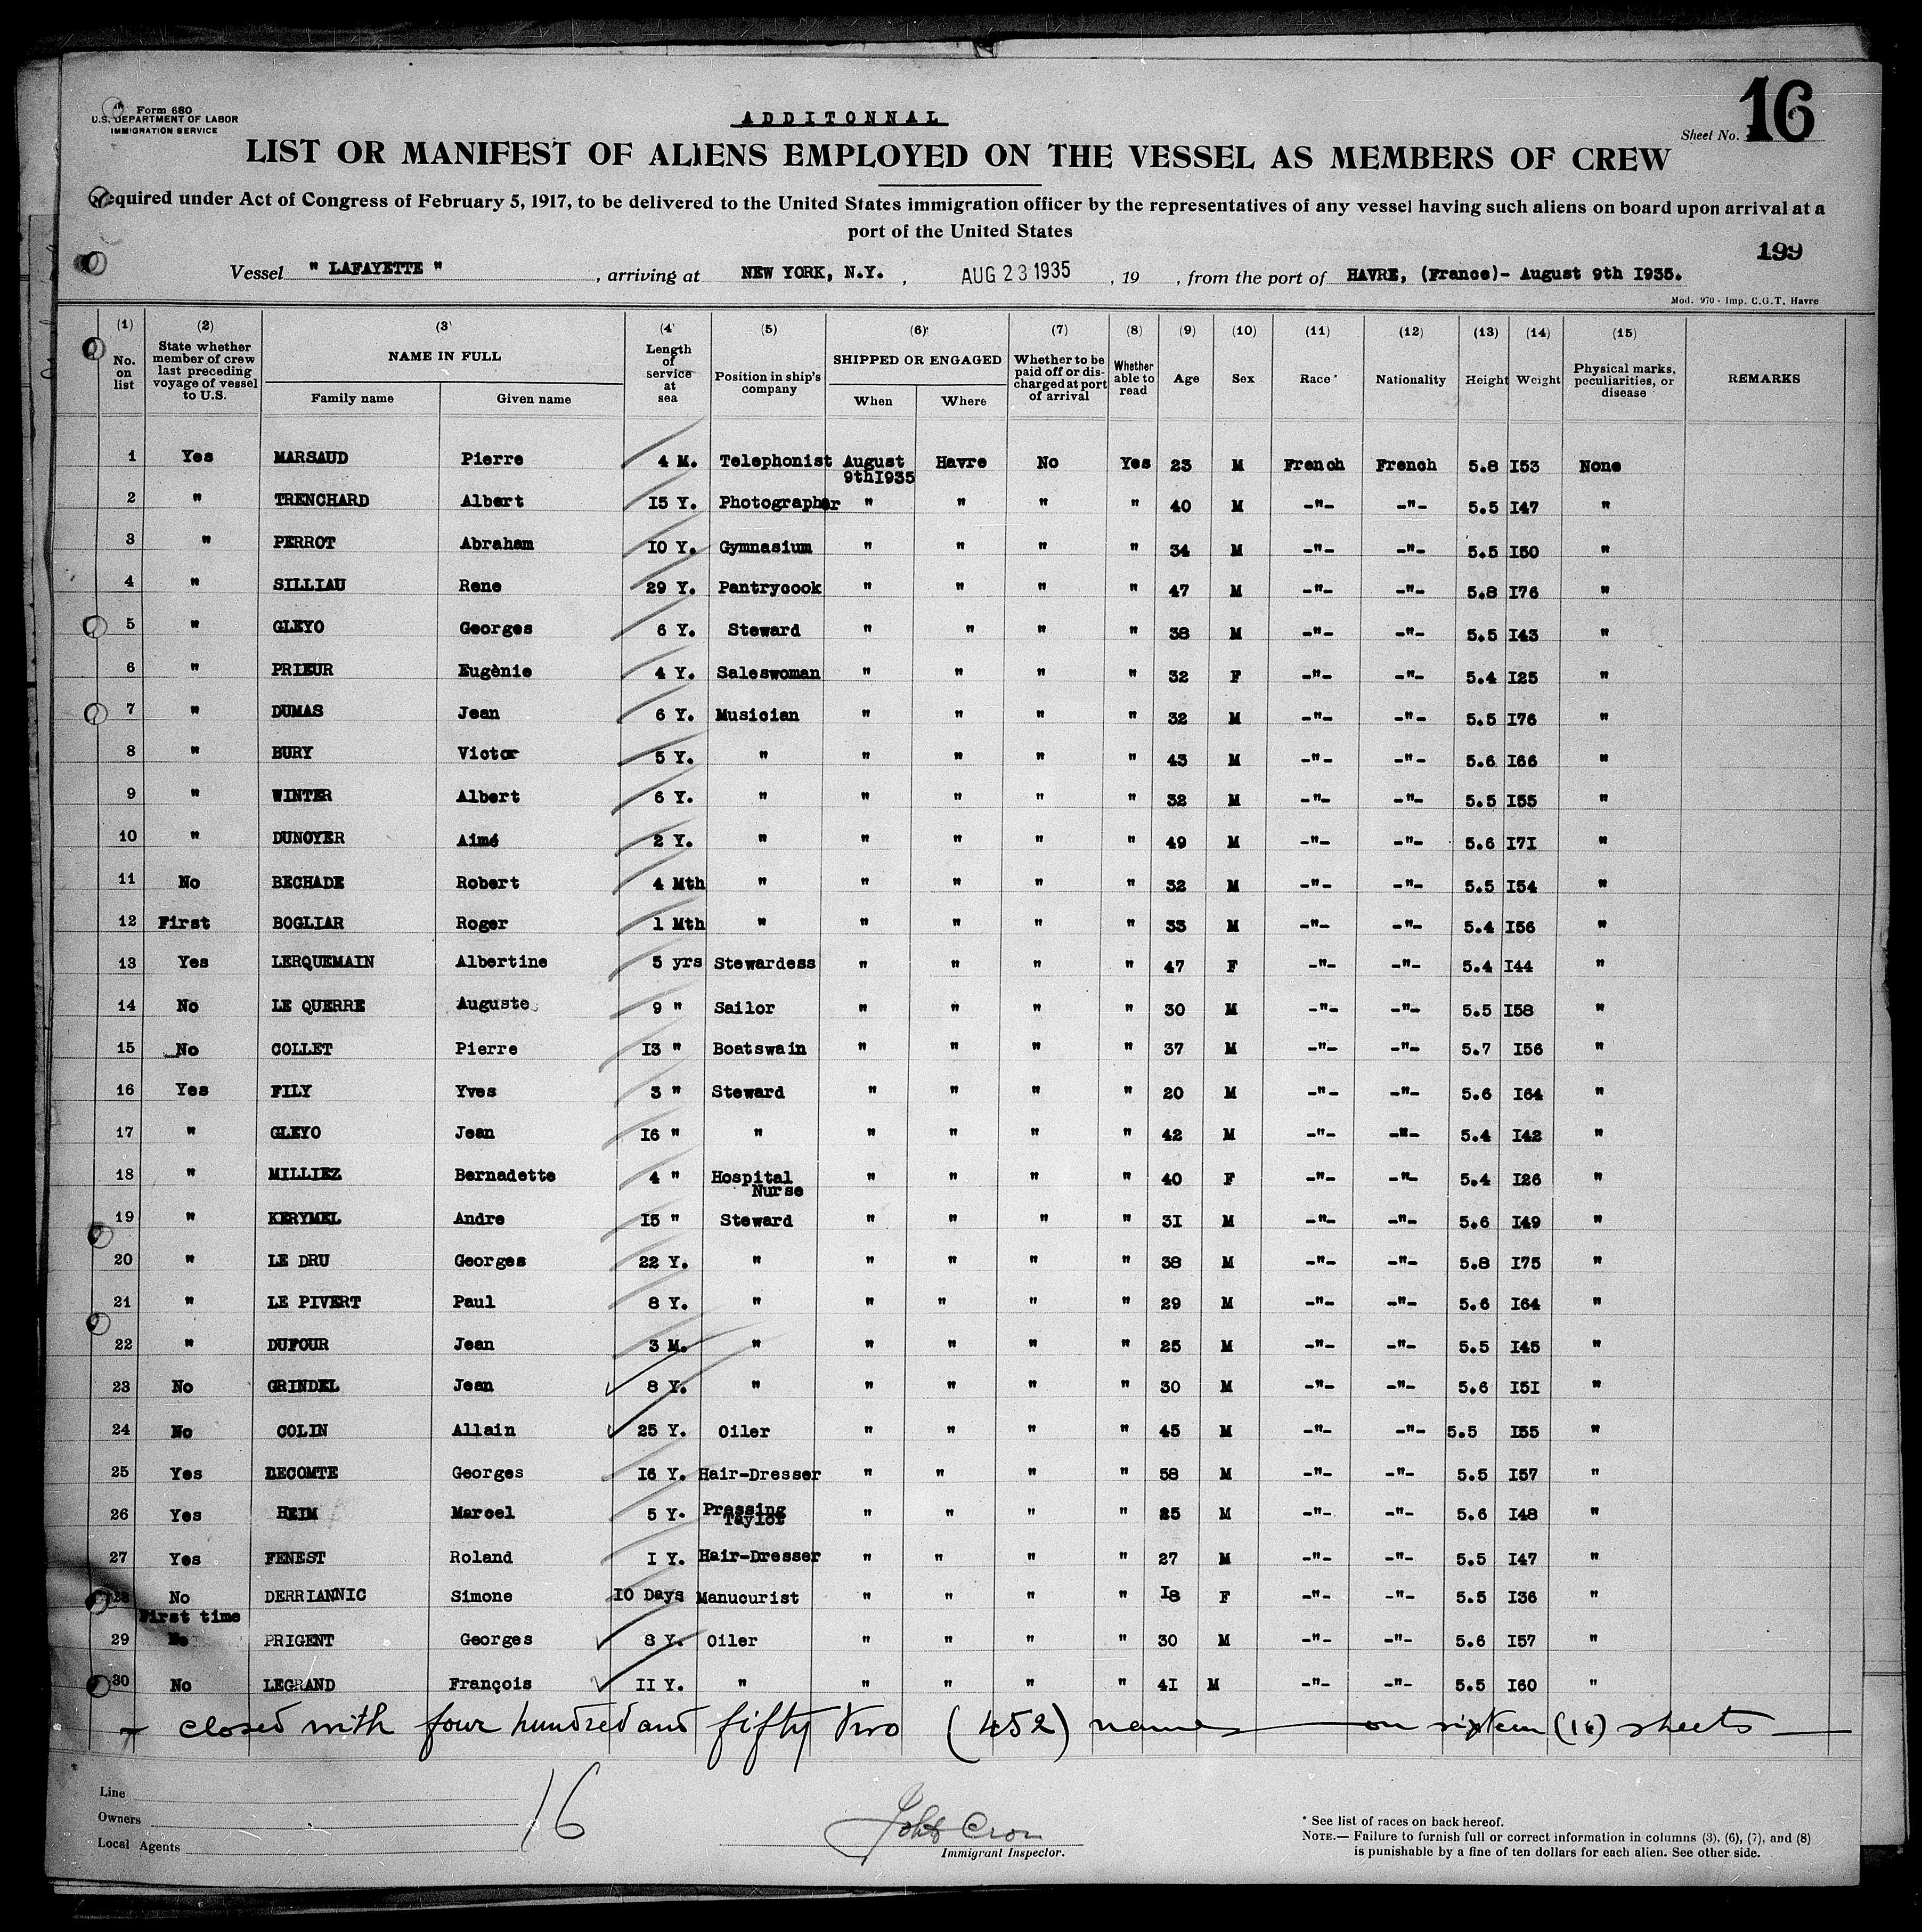 Form 680
U.S. DEPARTMENT OF LABOR
IMMIGRATION SERVICE
ADDITONNAL
Sheet No. 16
LIST OR MANIFEST OF ALIENS EMPLOYED ON THE VESSEL AS MEMBERS OF CREW
Required under Act of Congress of February 5, 1917, to be delivered to the United States immigration officer by the representatives of any vessel having such aliens on board upon arrival at a
port of the United States
199
Vessel " LAFAYETTE " , arriving at NEW YORK, N.Y. , AUG 23 1935 , 19 , from the port of HAVRE, (France)- August 9th I935.
Mod. 970 - Imp. C.G.T. Havre
(1) (2) (3) (4) (5) (6) (7) (8) (9) (10) (11) (12) (13) (14) (15)
No. on list State whether member of crew last preceding voyage of vessel to U.S. NAME IN FULL Family name Given name Length of service at sea Position in ship's company SHIPPED OR ENGAGED When Where Whether to be paid off or discharged at port of arrival Whether able to read Age Sex Race* Nationality Height Weight Physical marks, peculiarities, or disease REMARKS
1 Yes MARSAUD Pierre 4 M. Telephonist August 9thI935 Havre No Yes 23 M French French 5.8 I53 None
2 " TRENCHARD Albert I5 Y. Photographer " " " " 40 M -"- -"- 5.5 I47 "
3 " PERROT Abraham IO Y. Gymnasium " " " " 34 M -"- -"- 5.5 I50 "
4 " SILLIAU Rene 29 Y. Pantrycook " " " " 47 M -"- -"- 5.8 I76 "
5 " GLEYO Georges 6 Y. Steward " " " " 38 M -"- -"- 5.5 I43 "
6 " PRIEUR Eugènie 4 Y. Saleswoman " " " " 32 F -"- -"- 5.4 I25 "
7 " DUMAS Jean 6 Y. Musician " " " " 32 M -"- -"- 5.5 I76 "
8 " BURY Victor 5 Y. " " " " " 43 M -"- -"- 5.6 I66 "
9 " WINTER Albert 6 Y. " " " " " 32 M -"- -"- 5.5 I55 "
10 " DUNOYER Aimé 2 Y. " " " " " 49 M -"- -"- 5.6 I7I "
11 No BECHADE Robert 4 Mth " " " " " 32 M -"- -"- 5.5 I54 "
12 First BOGLIAR Roger 1 Mth " " " " " 33 M -"- -"- 5.4 I56 "
13 Yes LERQUEMAIN Albertine 5 yrs Stewardess " " " " 47 F -"- -"- 5.4 I44 "
14 No LE QUERRE Auguste 9 " Sailor " " " " 30 M -"- -"- 5.5 I58 "
15 No COLLET Pierre I3 " Boatswain " " " " 37 M -"- -"- 5.7 I56 "
16 Yes FILY Yves 3 " Steward " " " " 20 M -"- -"- 5.6 I64 "
17 " GLEYO Jean I6 " " " " " " 42 M -"- -"- 5.4 I42 "
18 " MILLIEZ Bernadette 4 " Hospital Nurse " " " " 40 F -"- -"- 5.4 I26 "
19 " KERYMEL Andre I5 " Steward " " " " 3I M -"- -"- 5.6 I49 "
20 " LE DRU Georges 22 Y. " " " " " 38 M -"- -"- 5.8 I75 "
21 " LE PIVERT Paul 8 Y. " " " " " 29 M -"- -"- 5.6 I64 "
22 " DUFOUR Jean 3 M. " " " " " 25 M -"- -"- 5.5 I45 "
23 No GRINDEL Jean 8 Y. " " " " " 30 M -"- -"- 5.6 I5I "
24 No COLIN Allain 25 Y. Oiler " " " " 45 M -"- -"- 5.5 I55 "
25 Yes LECOMTE Georges I6 Y. Hair-Dresser " " " " 58 M -"- -"- 5.5 I57 "
26 Yes HEIM Marcel 5 Y. Pressing Taylor " " " " 25 M -"- -"- 5.6 I48 "
27 Yes FENEST Roland I Y. Hair-Dresser " " " " 27 M -"- -"- 5.5 I47 "
28 No First time DERRIANNIC Simone IO Days Manucurist " " " " I8 F -"- -"- 5.5 I36 "
29 No PRIGENT Georges 8 Y. Oiler " " " " 30 M -"- -"- 5.6 I57 "
30 No LEGRAND François II Y. " " " " " 4I M -"- -"- 5.5 I60 "
closed with four hundred and fifty two (452) names on sixteen (16) sheets
Line
Owners
Local Agents
16
Immigrant Inspector.
* See list of races on back hereof.
NOTE.— Failure to furnish full or correct information in columns (3), (6), (7), and (8)
is punishable by a fine of ten dollars for each alien. See other side.